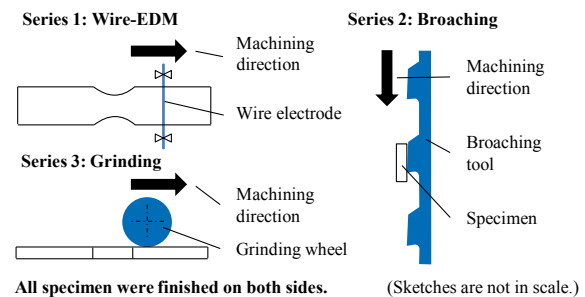 Series 1: Wire-EDM
Machining
direction
Wire electrode
Series 3: Grinding
Machining
direction
Grinding wheel
Series 2: Broaching
Machining
direction
Broaching
tool
Specimen
All specimen were finished on both sides.
(Sketches are not in scale.)